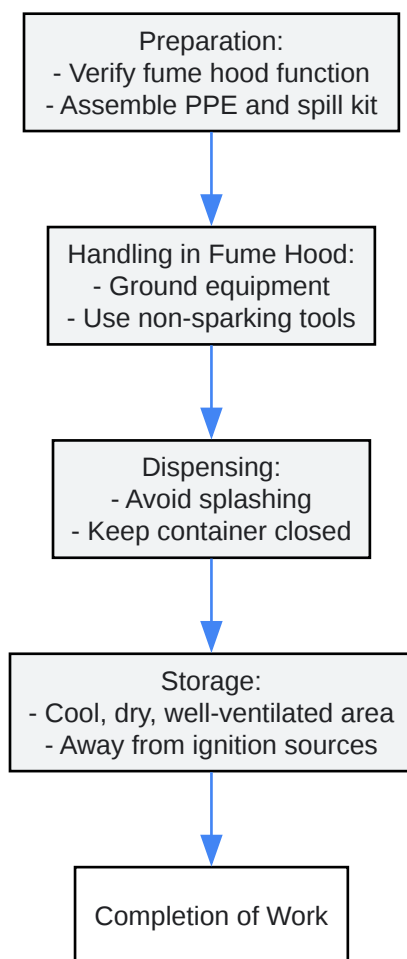 Preparation:
- Verify fume hood function
- Assemble PPE and spill kit
Handling in Fume Hood:
- Ground equipment
- Use non-sparking tools
Dispensing:
- Avoid splashing
- Keep container closed
Storage:
- Cool, dry, well-ventilated area
- Away from ignition sources
Completion of Work